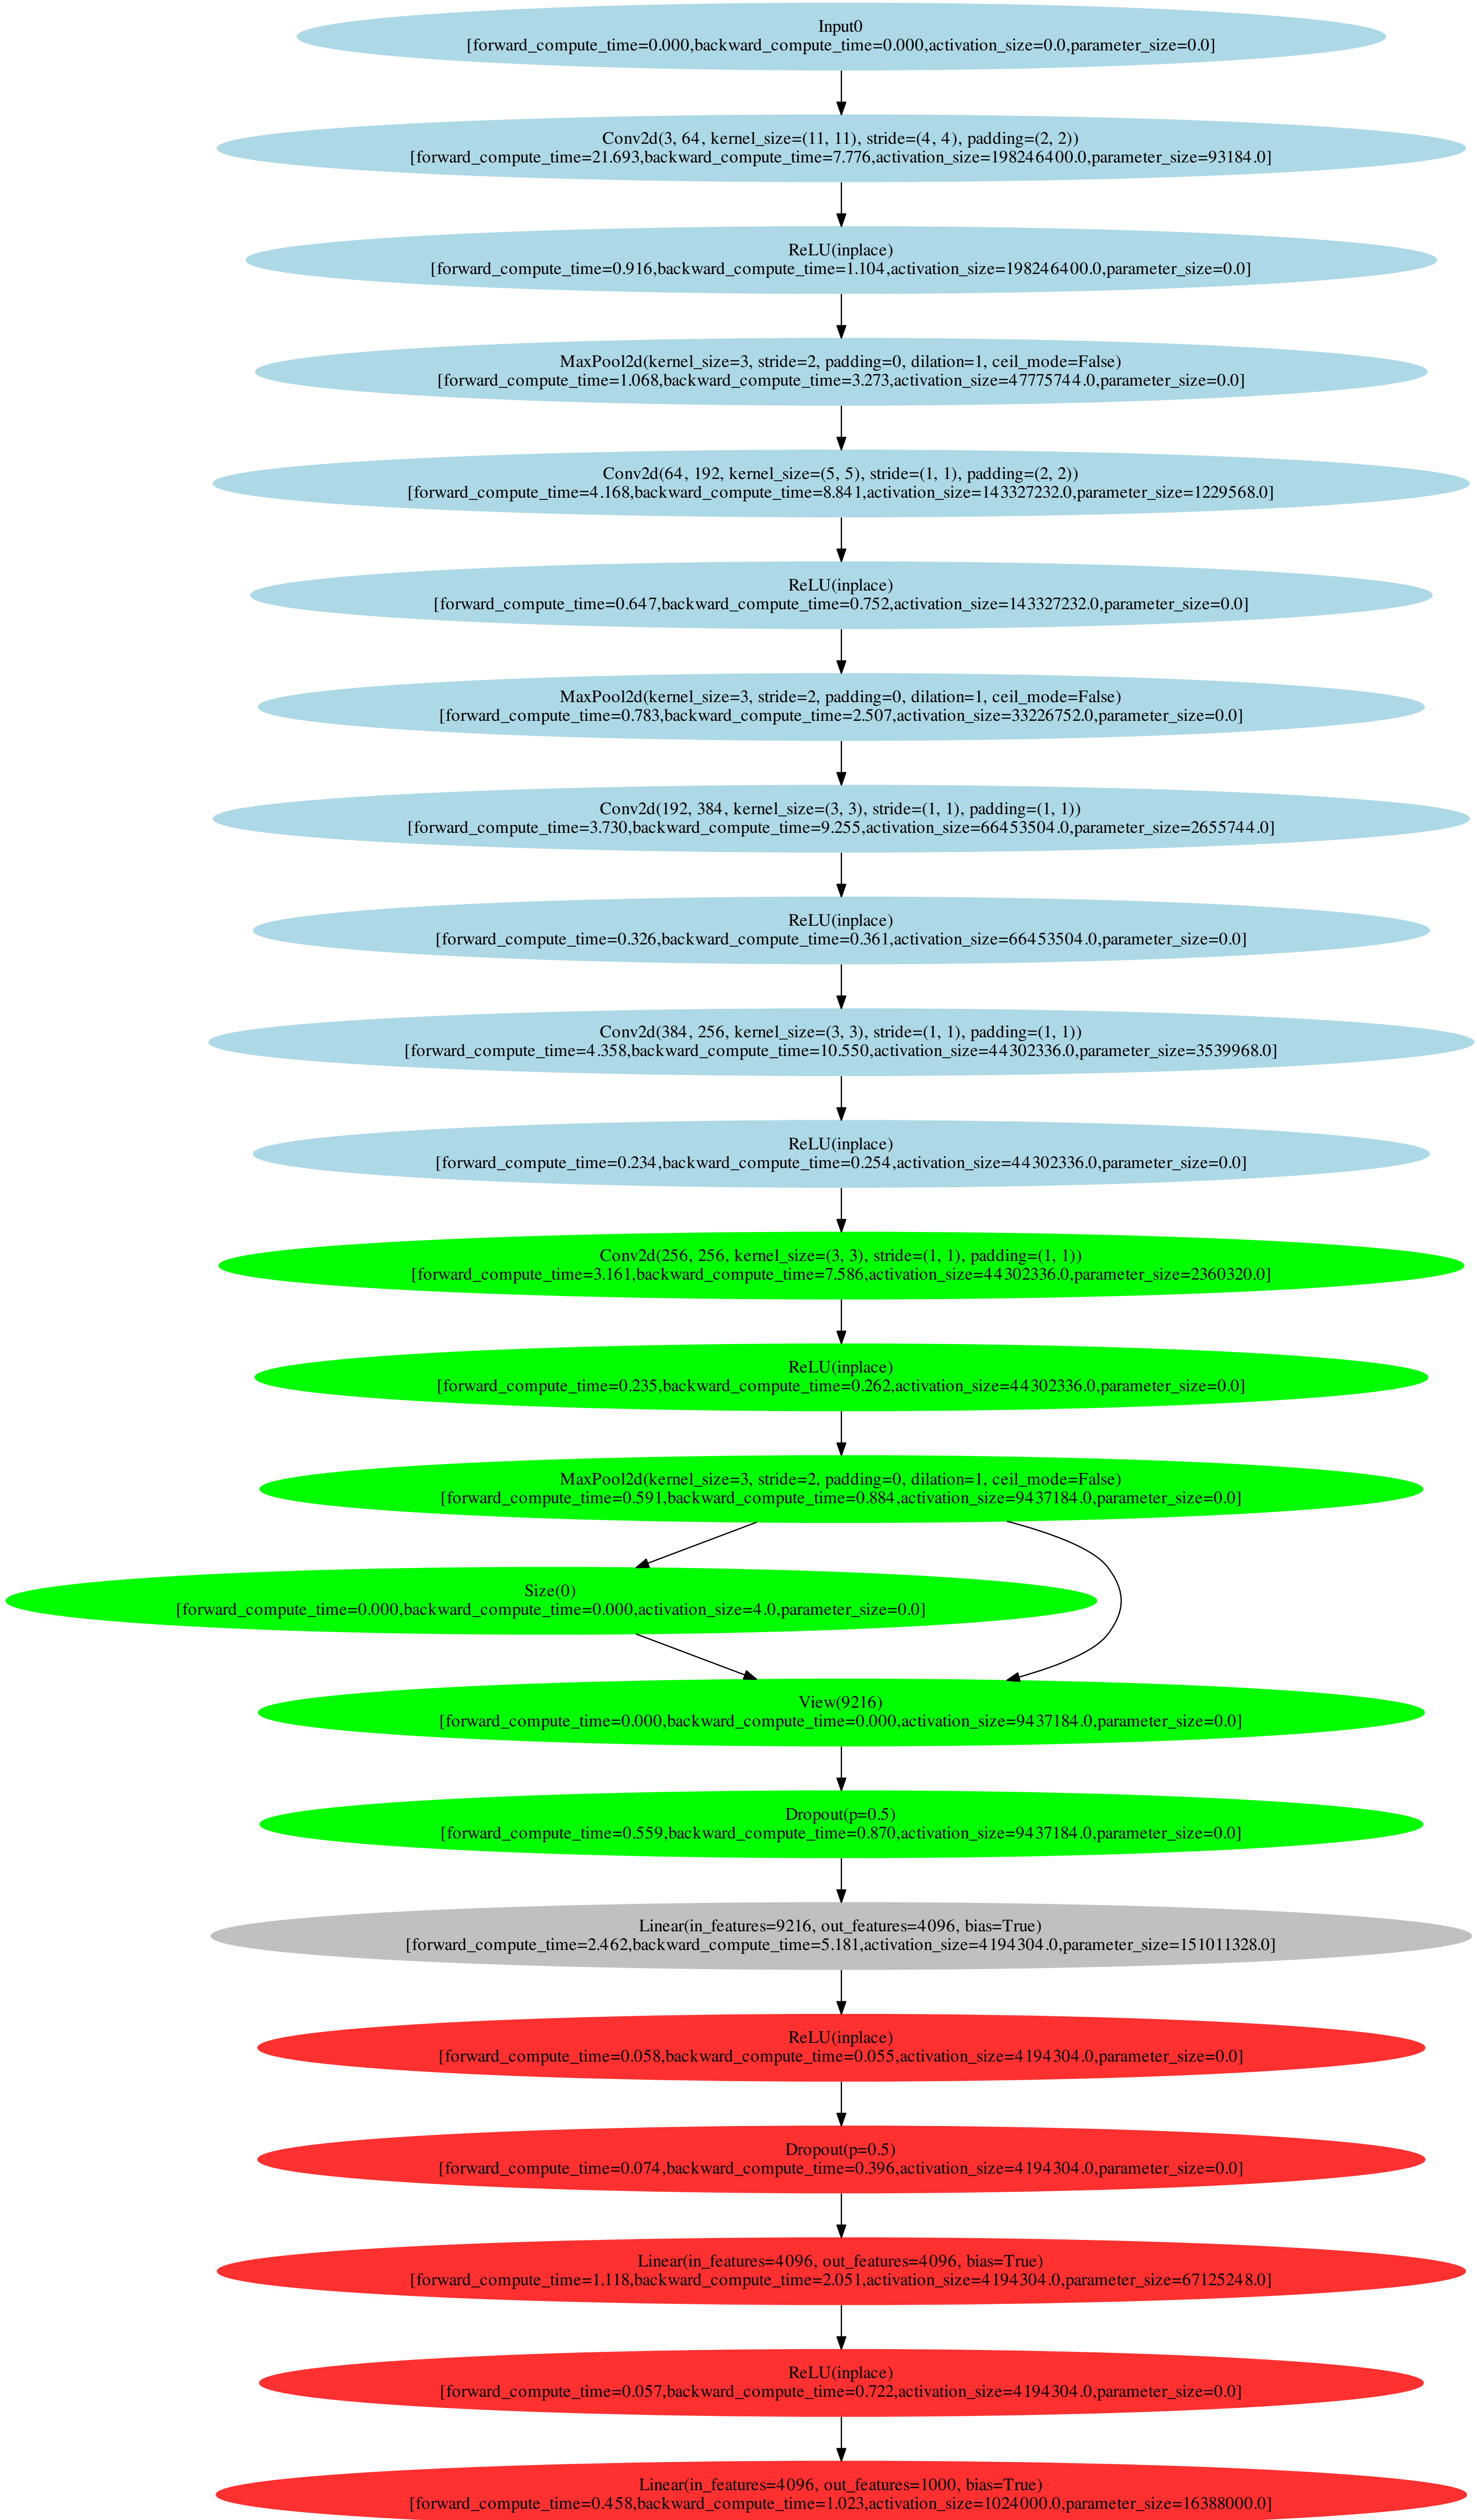 Input0
[forward_compute_time=0.000,backward_compute_time=0.000,activation_size=0.0,parameter_size=0.0]
Conv2d(3, 64, kernel_size=(11, 11), stride=(4, 4), padding=(2, 2))
[forward_compute_time=21.693,backward_compute_time=7.776,activation_size=198246400.0,parameter_size=93184.0]
ReLU(inplace)
[forward_compute_time=0.916,backward_compute_time=1.104,activation_size=198246400.0,parameter_size=0.0]
MaxPool2d(kernel_size=3, stride=2, padding=0, dilation=1, ceil_mode=False)
[forward_compute_time=1.068,backward_compute_time=3.273,activation_size=47775744.0,parameter_size=0.0]
Conv2d(64, 192, kernel_size=(5, 5), stride=(1, 1), padding=(2, 2))
[forward_compute_time=4.168,backward_compute_time=8.841,activation_size=143327232.0,parameter_size=1229568.0]
ReLU(inplace)
[forward_compute_time=0.647,backward_compute_time=0.752,activation_size=143327232.0,parameter_size=0.0]
MaxPool2d(kernel_size=3, stride=2, padding=0, dilation=1, ceil_mode=False)
[forward_compute_time=0.783,backward_compute_time=2.507,activation_size=33226752.0,parameter_size=0.0]
Conv2d(192, 384, kernel_size=(3, 3), stride=(1, 1), padding=(1, 1))
[forward_compute_time=3.730,backward_compute_time=9.255,activation_size=66453504.0,parameter_size=2655744.0]
ReLU(inplace)
[forward_compute_time=0.326,backward_compute_time=0.361,activation_size=66453504.0,parameter_size=0.0]
Conv2d(384, 256, kernel_size=(3, 3), stride=(1, 1), padding=(1, 1))
[forward_compute_time=4.358,backward_compute_time=10.550,activation_size=44302336.0,parameter_size=3539968.0]
ReLU(inplace)
[forward_compute_time=0.234,backward_compute_time=0.254,activation_size=44302336.0,parameter_size=0.0]
Conv2d(256, 256, kernel_size=(3, 3), stride=(1, 1), padding=(1, 1))
[forward_compute_time=3.161,backward_compute_time=7.586,activation_size=44302336.0,parameter_size=2360320.0]
ReLU(inplace)
[forward_compute_time=0.235,backward_compute_time=0.262,activation_size=44302336.0,parameter_size=0.0]
MaxPool2d(kernel_size=3, stride=2, padding=0, dilation=1, ceil_mode=False)
[forward_compute_time=0.591,backward_compute_time=0.884,activation_size=9437184.0,parameter_size=0.0]
Size(0)
[forward_compute_time=0.000,backward_compute_time=0.000,activation_size=4.0,parameter_size=0.0]
View(9216)
[forward_compute_time=0.000,backward_compute_time=0.000,activation_size=9437184.0,parameter_size=0.0]
Dropout(p=0.5)
[forward_compute_time=0.559,backward_compute_time=0.870,activation_size=9437184.0,parameter_size=0.0]
Linear(in_features=9216, out_features=4096, bias=True)
[forward_compute_time=2.462,backward_compute_time=5.181,activation_size=4194304.0,parameter_size=151011328.0]
ReLU(inplace)
[forward_compute_time=0.058,backward_compute_time=0.055,activation_size=4194304.0,parameter_size=0.0]
Dropout(p=0.5)
[forward_compute_time=0.074,backward_compute_time=0.396,activation_size=4194304.0,parameter_size=0.0]
Linear(in_features=4096, out_features=4096, bias=True)
[forward_compute_time=1.118,backward_compute_time=2.051,activation_size=4194304.0,parameter_size=67125248.0]
ReLU(inplace)
[forward_compute_time=0.057,backward_compute_time=0.722,activation_size=4194304.0,parameter_size=0.0]
Linear(in_features=4096, out_features=1000, bias=True)
[forward_compute_time=0.458,backward_compute_time=1.023,activation_size=1024000.0,parameter_size=16388000.0]